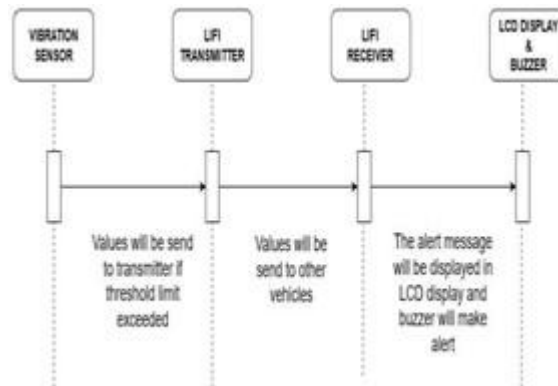 VIBRATION
SENSOR
LIFI
TRANSMITTER
LIFI
RECEIVER
LCD DISPLAY
&
BUZZER
Values will be send
to transmitter if
threshold limit
exceeded
Values will be
send to other
vehicles
The alert message
will be displayed in
LCD display and
buzzer will make
alert